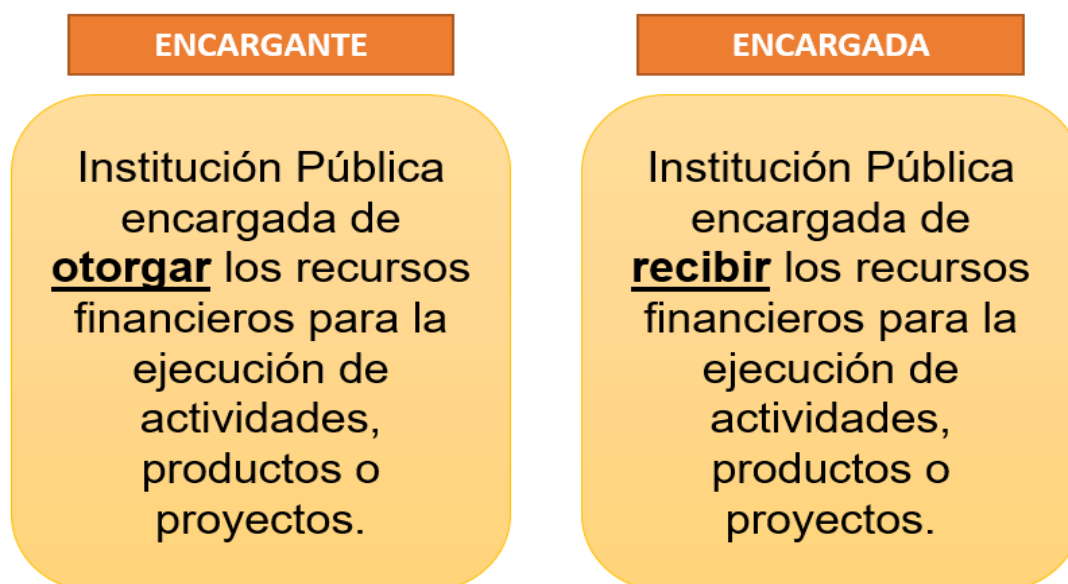 ENCARGANTE
Institución Pública
encargada de
otorgar los recursos
financieros para la
ejecución de
actividades,
productos o
proyectos.
ENCARGADA
Institución Pública
encargada de
recibir los recursos
financieros para la
ejecución de
actividades,
productos o
proyectos.